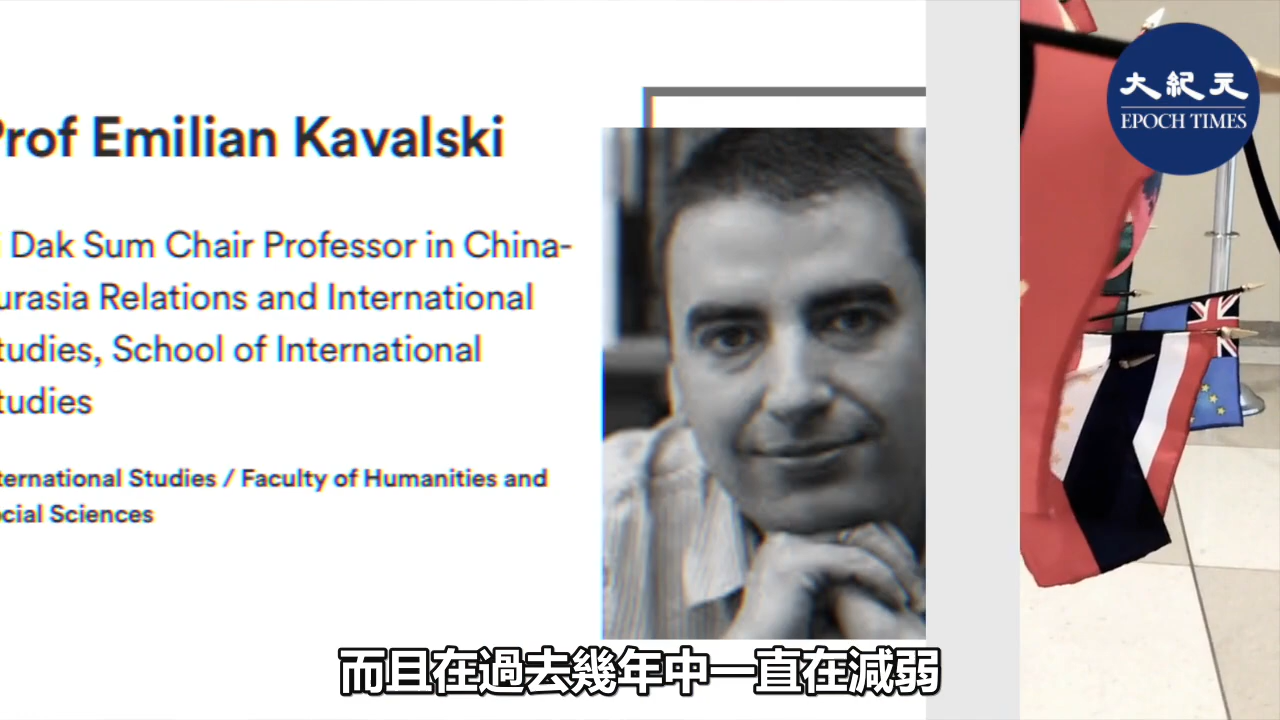 Prof Emilian Kavalski
Dak Sum Chair Professor in China-
urasia Relations and International
tudies, School of International
tudies
ternational Studies / Faculty of Humanities and
ocial Sciences
大紀元
EPOCH TIMES
而且在過去幾年中一直在減弱